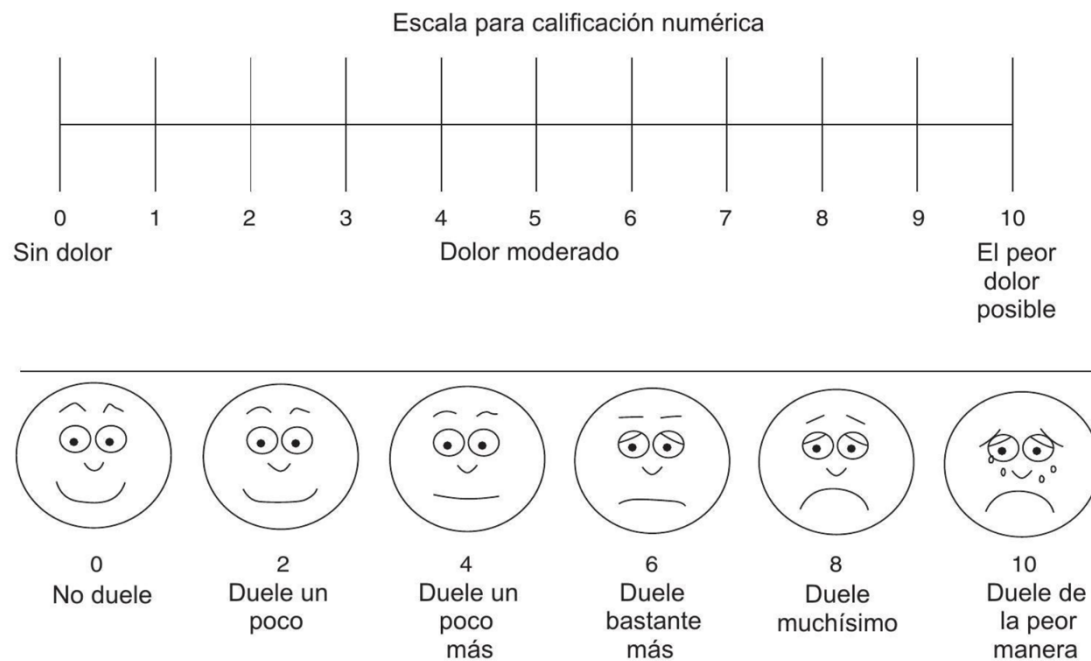 Escala para calificación numérica
0 1 2 3 4 5 6 7 8 9 10
Sin dolor
Dolor moderado
El peor
dolor
posible
0
No duele
2
Duele un
poco
4
Duele un
poco
más
6
Duele
bastante
más
8
Duele
muchísimo
10
Duele de
la peor
manera